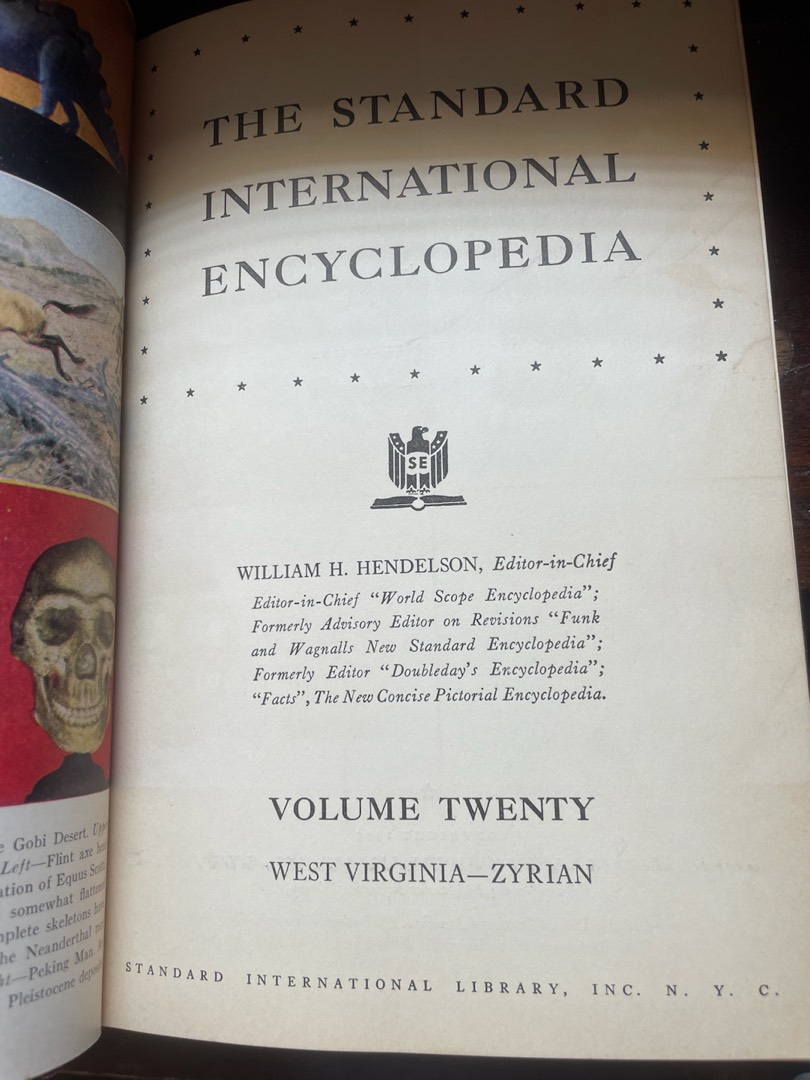 THE STANDARD
INTERNATIONAL
ENCYCLOPEDIA
SE
WILLIAM H. HENDELSON, Editor-in-Chief
Editor-in-Chief “World Scope Encyclopedia”;
Formerly Advisory Editor on Revisions “Funk
and Wagnalls New Standard Encyclopedia”;
Formerly Editor “Doubleday’s Encyclopedia”;
“Facts”, The New Concise Pictorial Encyclopedia.
VOLUME TWENTY
WEST VIRGINIA—ZYRIAN
STANDARD INTERNATIONAL LIBRARY, INC. N. Y. C.
Gobi Desert.
Left—Flint axe
of Equus
somewhat
skeletons
Neanderthal
—Peking Man.
Pleistocene